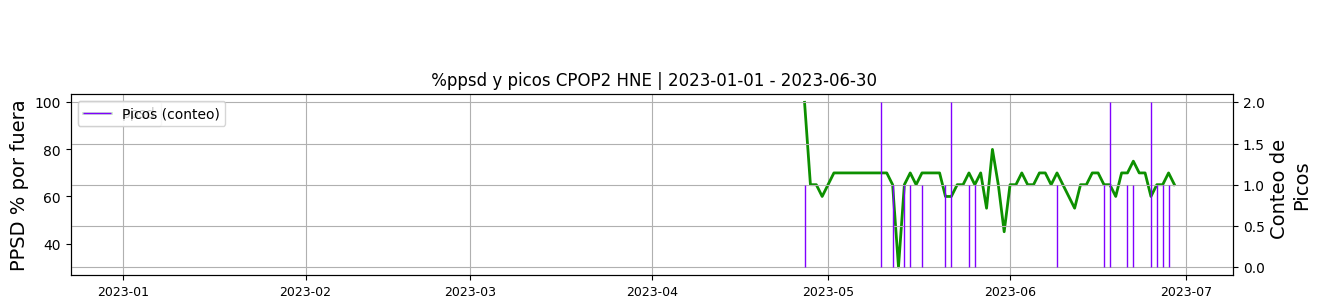 %ppsd y picos CPOP2 HNE | 2023-01-01 - 2023-06-30
PPSD % por fuera
100
80
60
40
Picos (conteo)
2.0
1.5
1.0
0.5
0.0
Conteo de
Picos
2023-01 2023-02 2023-03 2023-04 2023-05 2023-06 2023-07